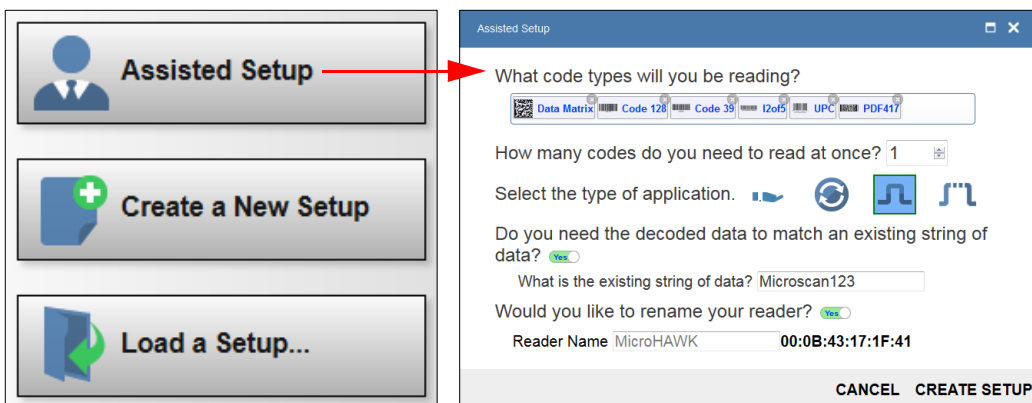 Assisted Setup
Create a New Setup
Load a Setup...
Assisted Setup
What code types will you be reading?
Data Matrix Code 128 Code 39 I2of5 UPC PDF417
How many codes do you need to read at once? 1
Select the type of application.
Do you need the decoded data to match an existing string of
data? Yes
What is the existing string of data? Microscan123
Would you like to rename your reader? Yes
Reader Name MicroHAWK 00:0B:43:17:1F:41
CANCEL CREATE SETUP